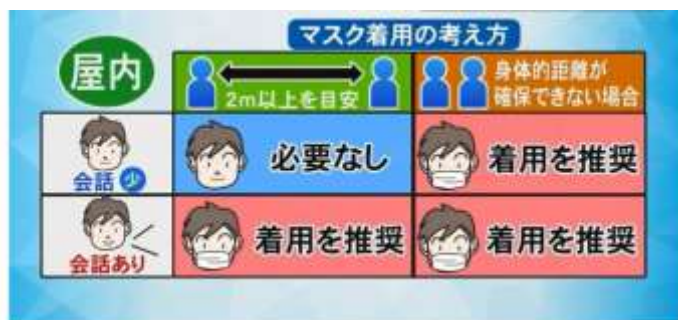 マスク着用の考え方
屋内
2m以上を目安
身体的距離が
確保できない場合
会話 少
必要なし
着用を推奨
会話あり
着用を推奨
着用を推奨